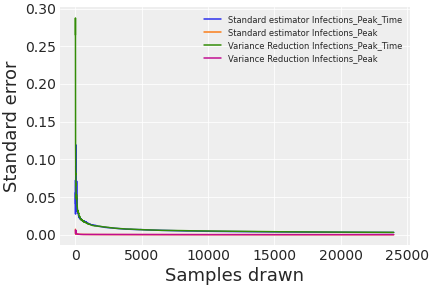 0.30
0.25
0.20
0.15
0.10
0.05
0.00
Standard error
Standard estimator Infections_Peak_Time
Standard estimator Infections_Peak
Variance Reduction Infections_Peak_Time
Variance Reduction Infections_Peak
0 5000 10000 15000 20000 25000
Samples drawn